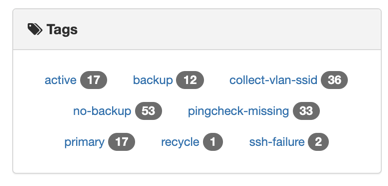 Tags
active 17 backup 12 collect-vlan-ssid 36
no-backup 53 pingcheck-missing 33
primary 17 recycle 1 ssh-failure 2